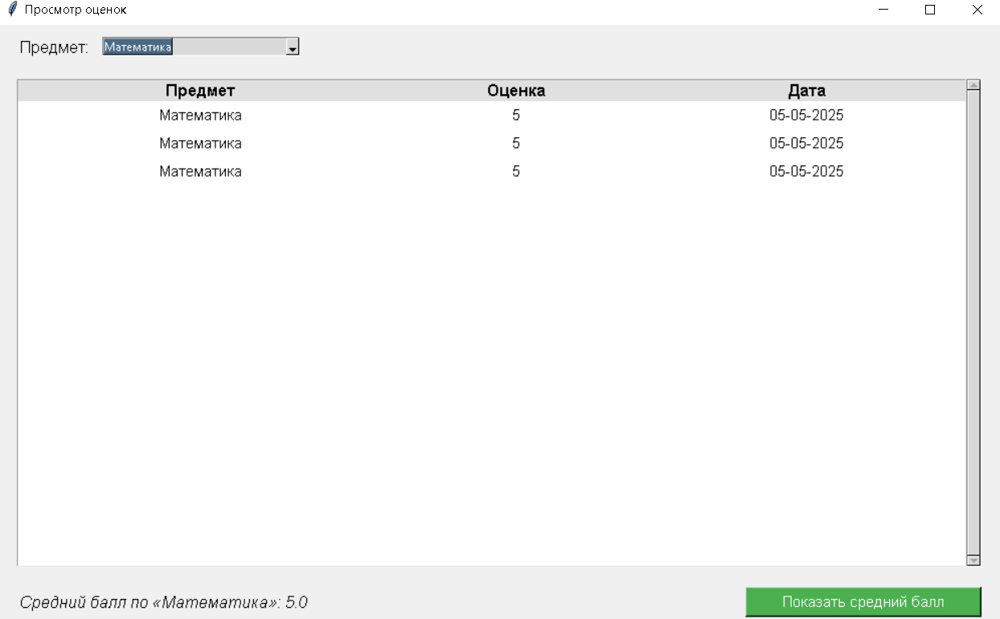 Просмотр оценок
Предмет: Математика
Предмет Оценка Дата
Математика 5 05-05-2025
Математика 5 05-05-2025
Математика 5 05-05-2025
Средний балл по «Математика»: 5.0 Показать средний балл